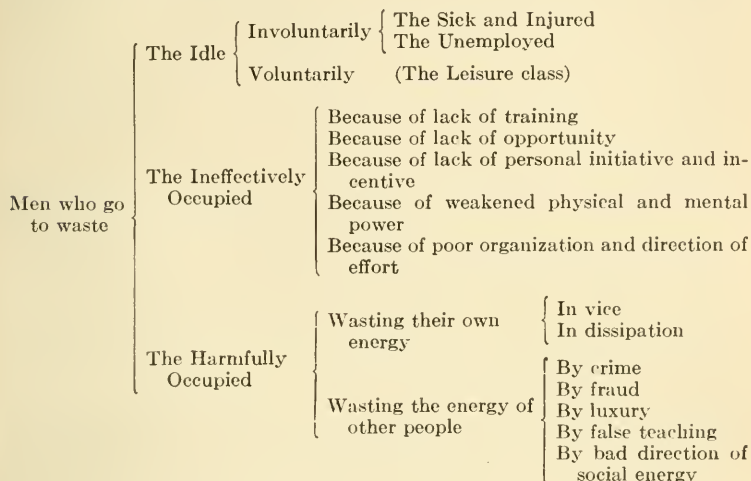 Men who go
to waste
The Idle
Involuntarily
The Sick and Injured
The Unemployed
Voluntarily (The Leisure class)
The Ineffectively
Occupied
Because of lack of training
Because of lack of opportunity
Because of lack of personal initiative and in-
centive
Because of weakened physical and mental
power
Because of poor organization and direction of
effort
The Harmfully
Occupied
Wasting their own
energy
In vice
In dissipation
Wasting the energy of
other people
By crime
By fraud
By luxury
By false teaching
By bad direction of
social energy